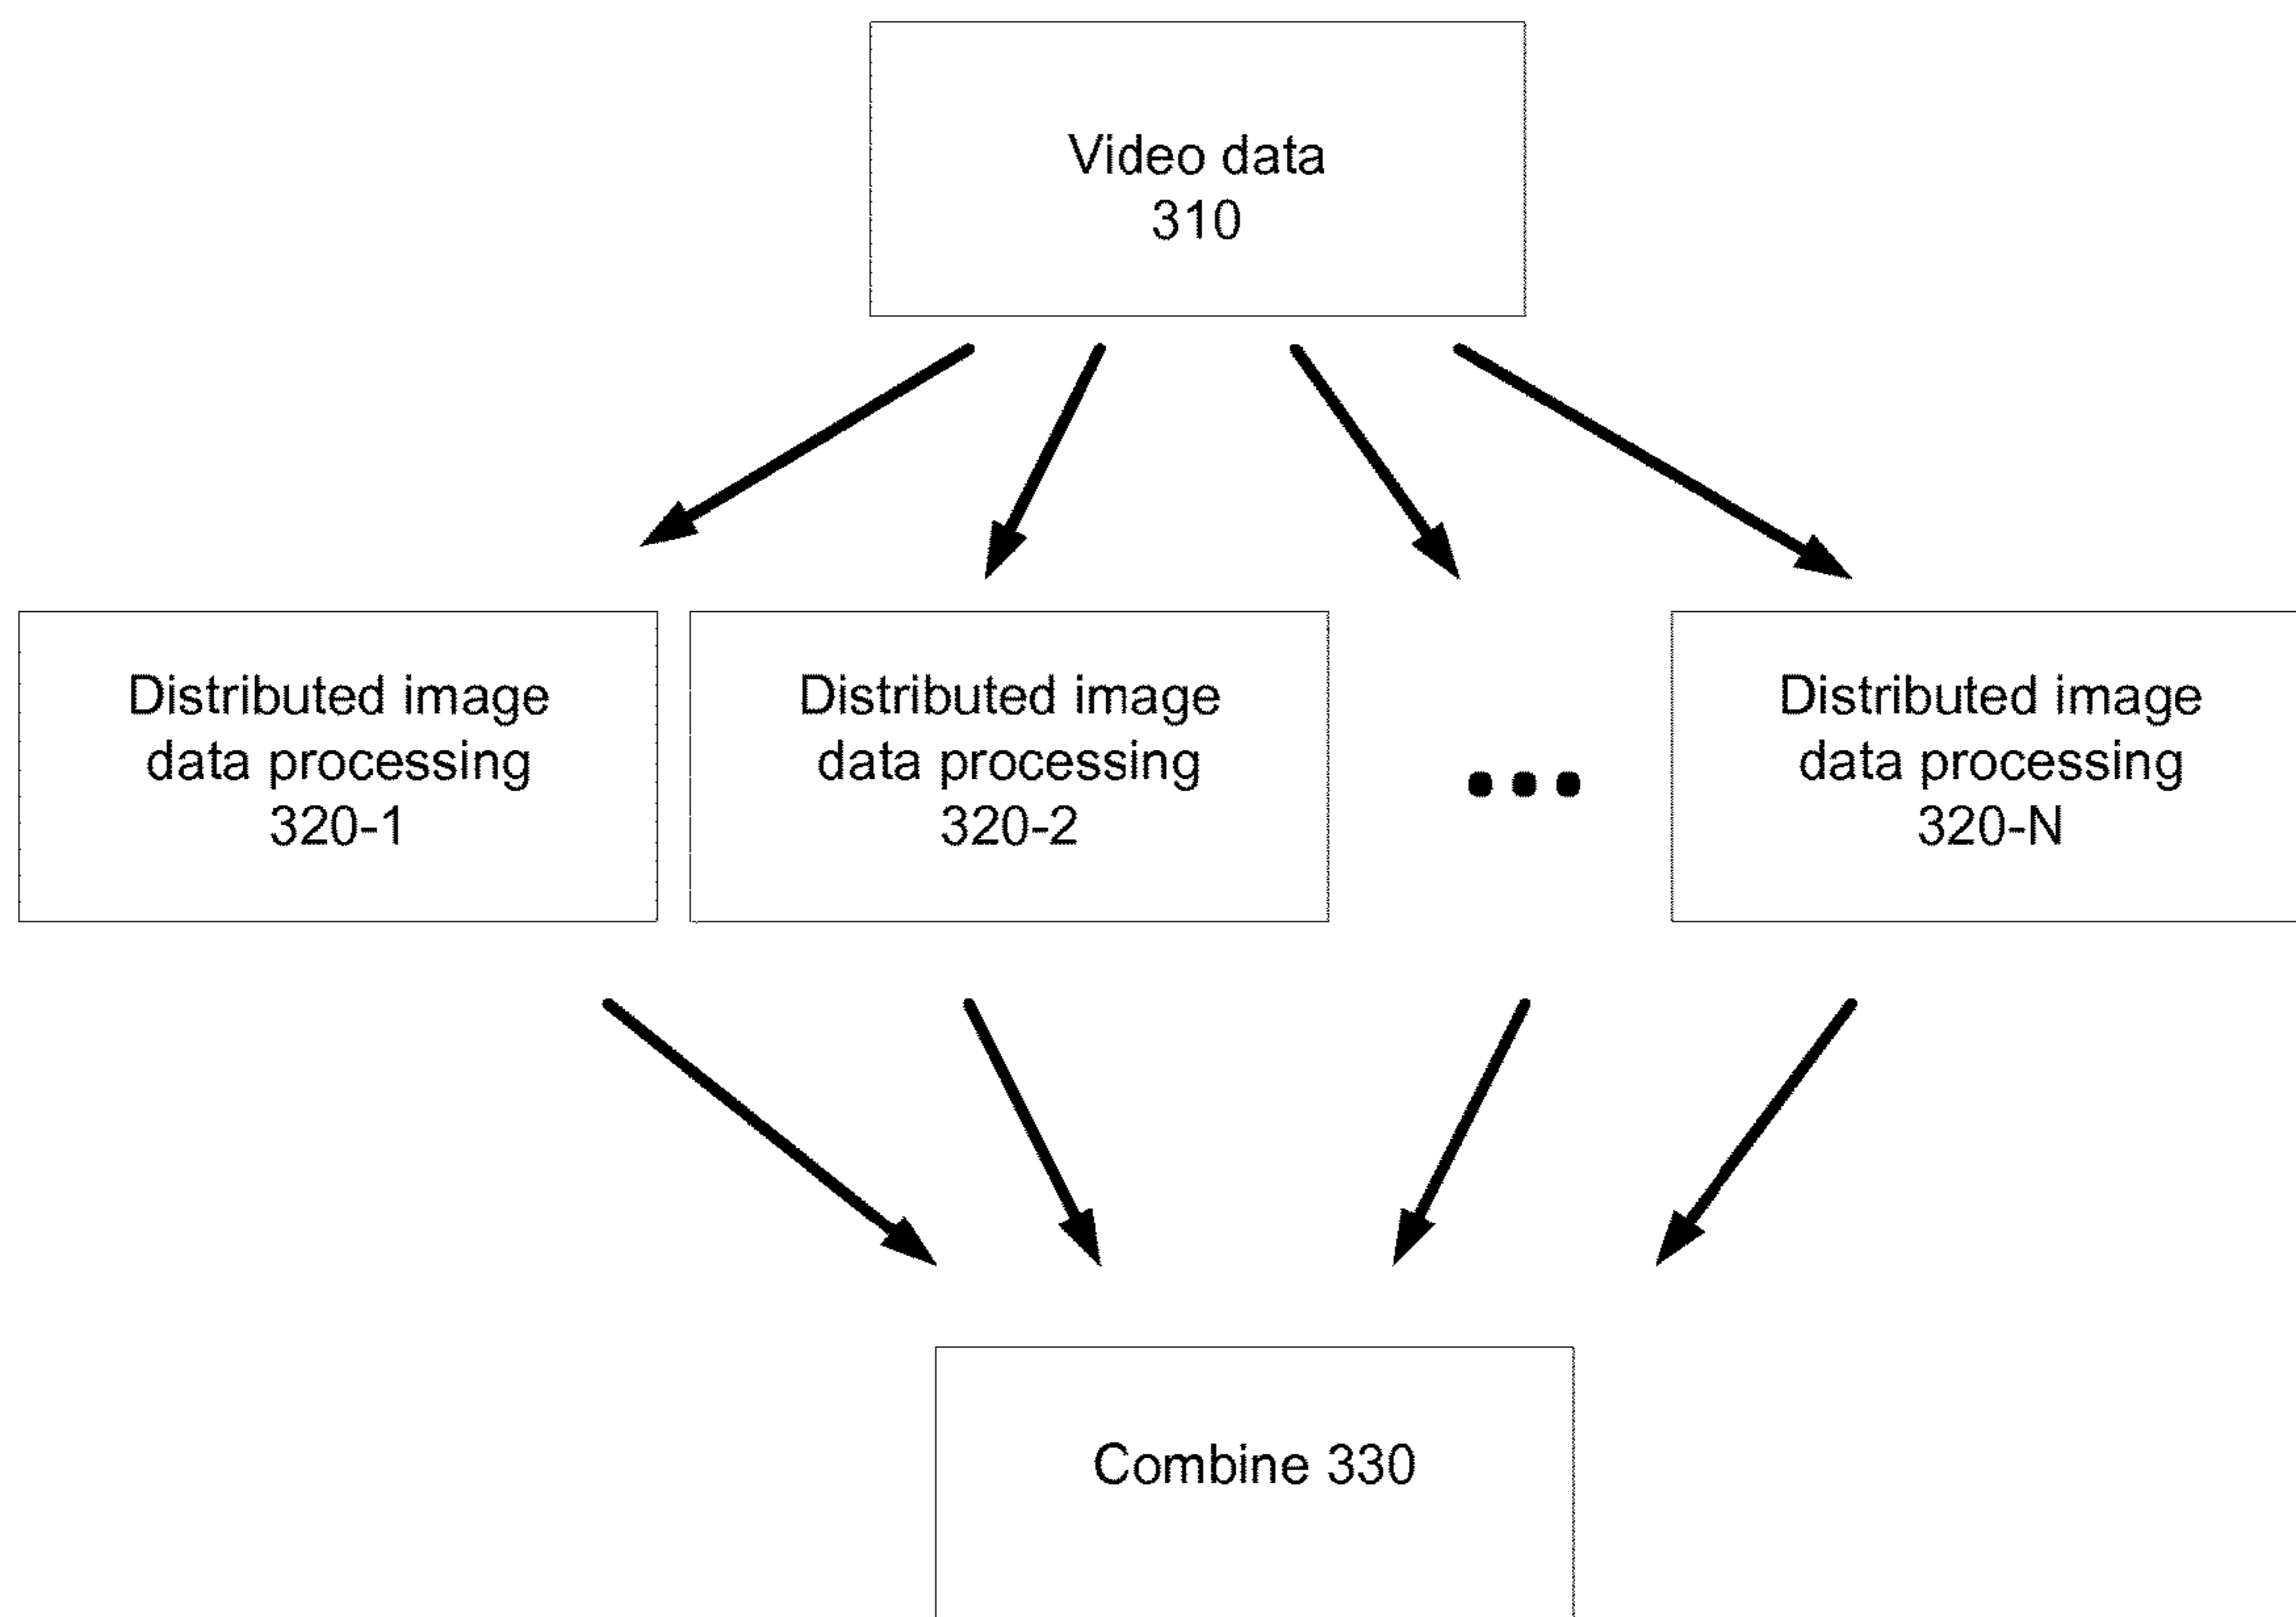 Video data
310
Distributed image
data processing
320-1
Distributed image
data processing
320-2
...
Distributed image
data processing
320-N
Combine 330